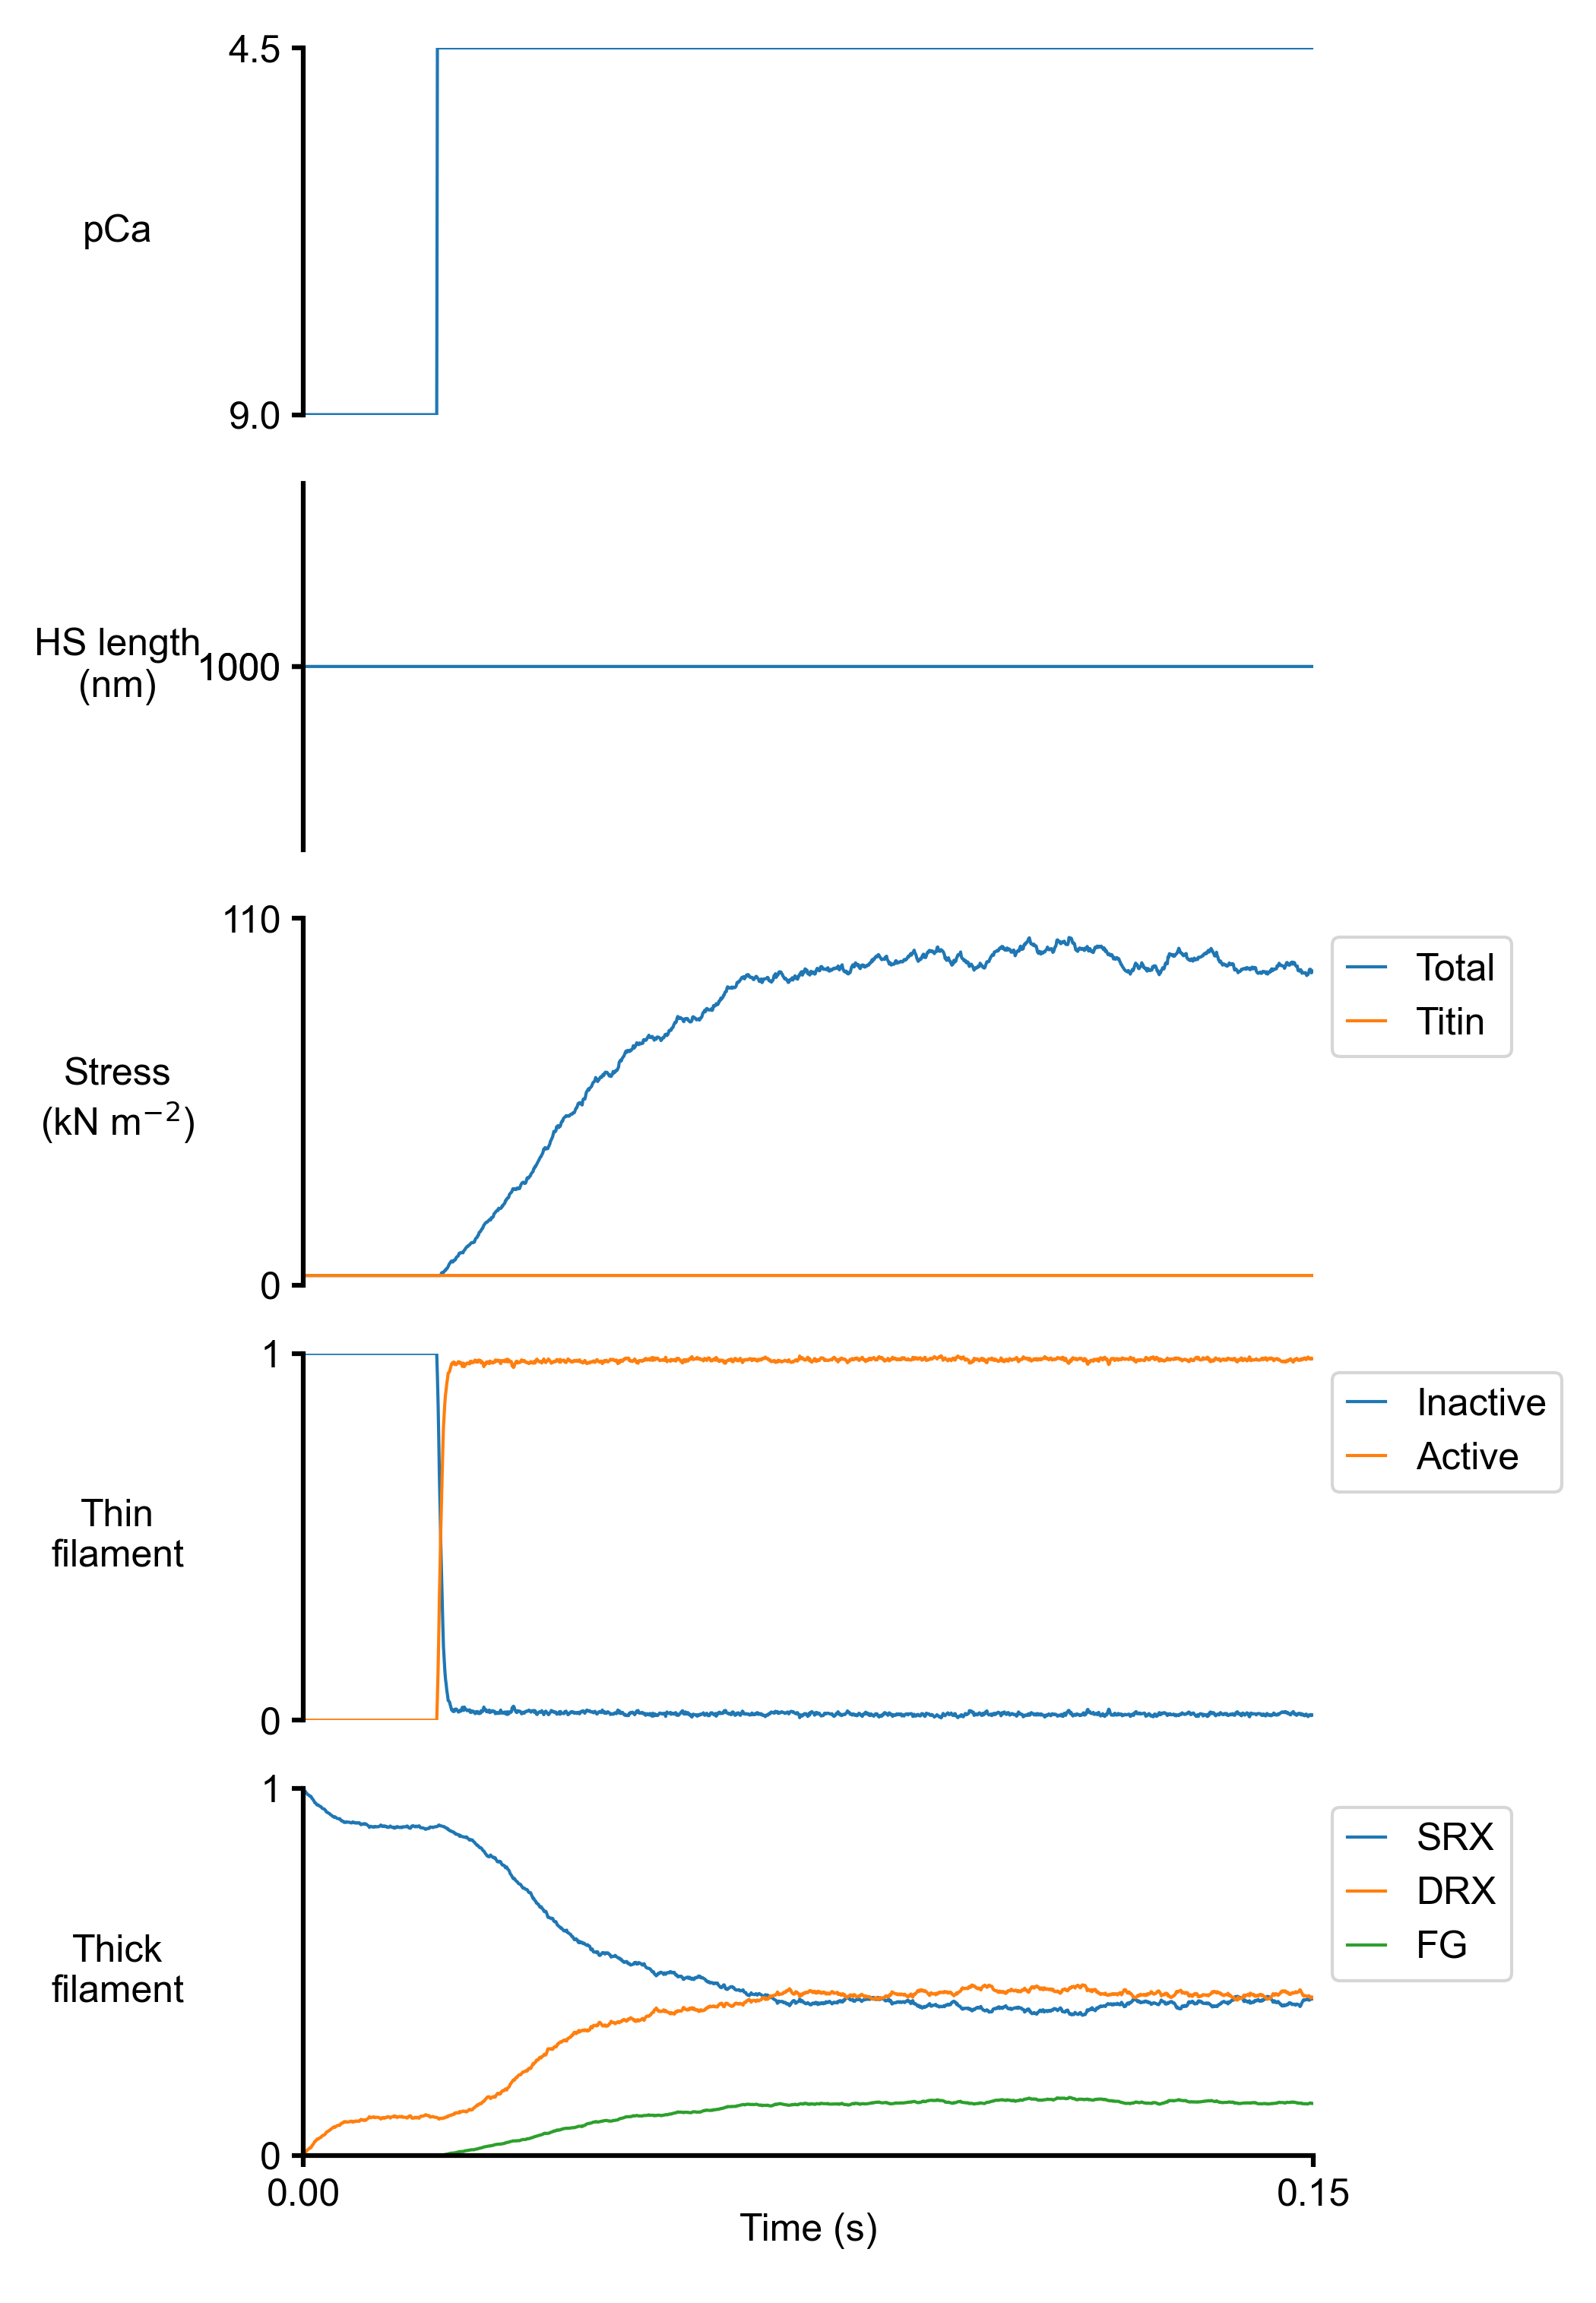 4.5
pCa
9.0
HS length
(nm)
1000
110
Stress
(kN m⁻²)
0
Total
Titin
1
Thin
filament
0
Inactive
Active
1
Thick
filament
0
SRX
DRX
FG
0.00
0.15
Time (s)